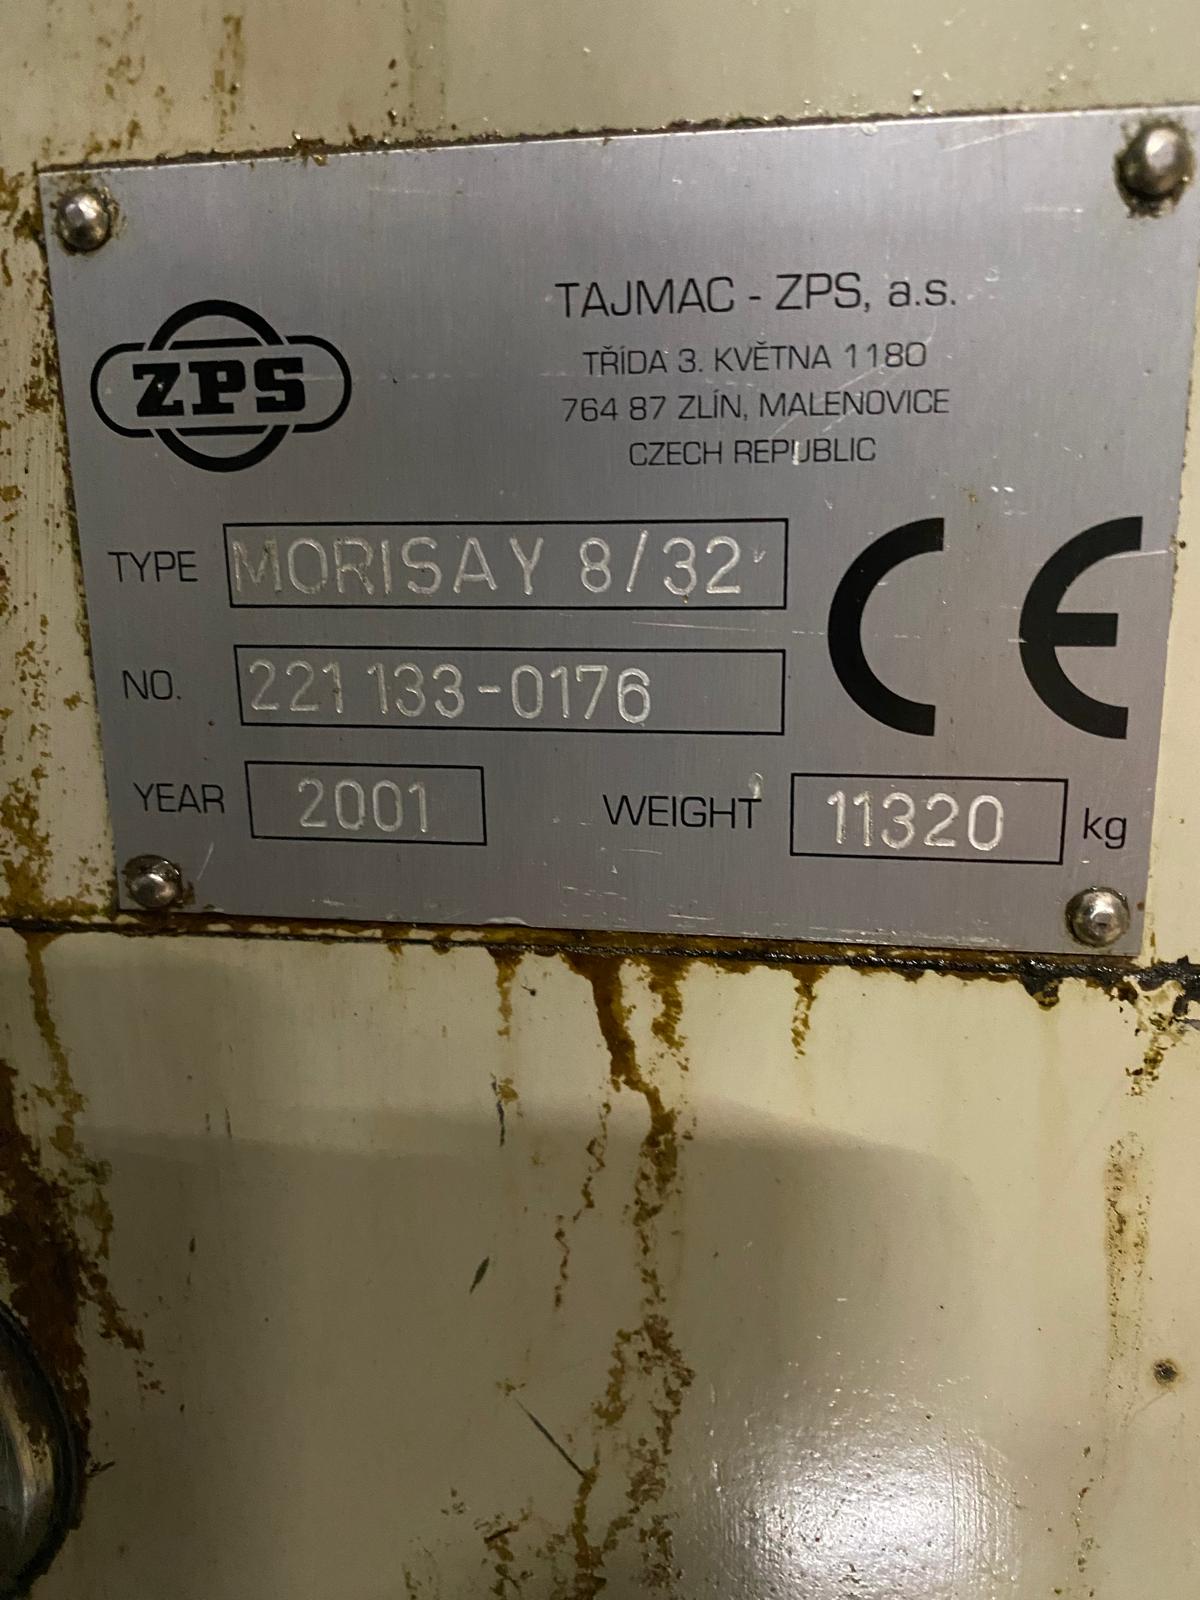 ZPS
TAJMAC - ZPS, a.s.
TŘÍDA 3. KVĚTNA 1180
764 87 ZLÍN, MALENOVICE
CZECH REPUBLIC
TYPE MORISAY 8/32
CE
NO. 221 133-0176
YEAR 2001 WEIGHT 11320 kg